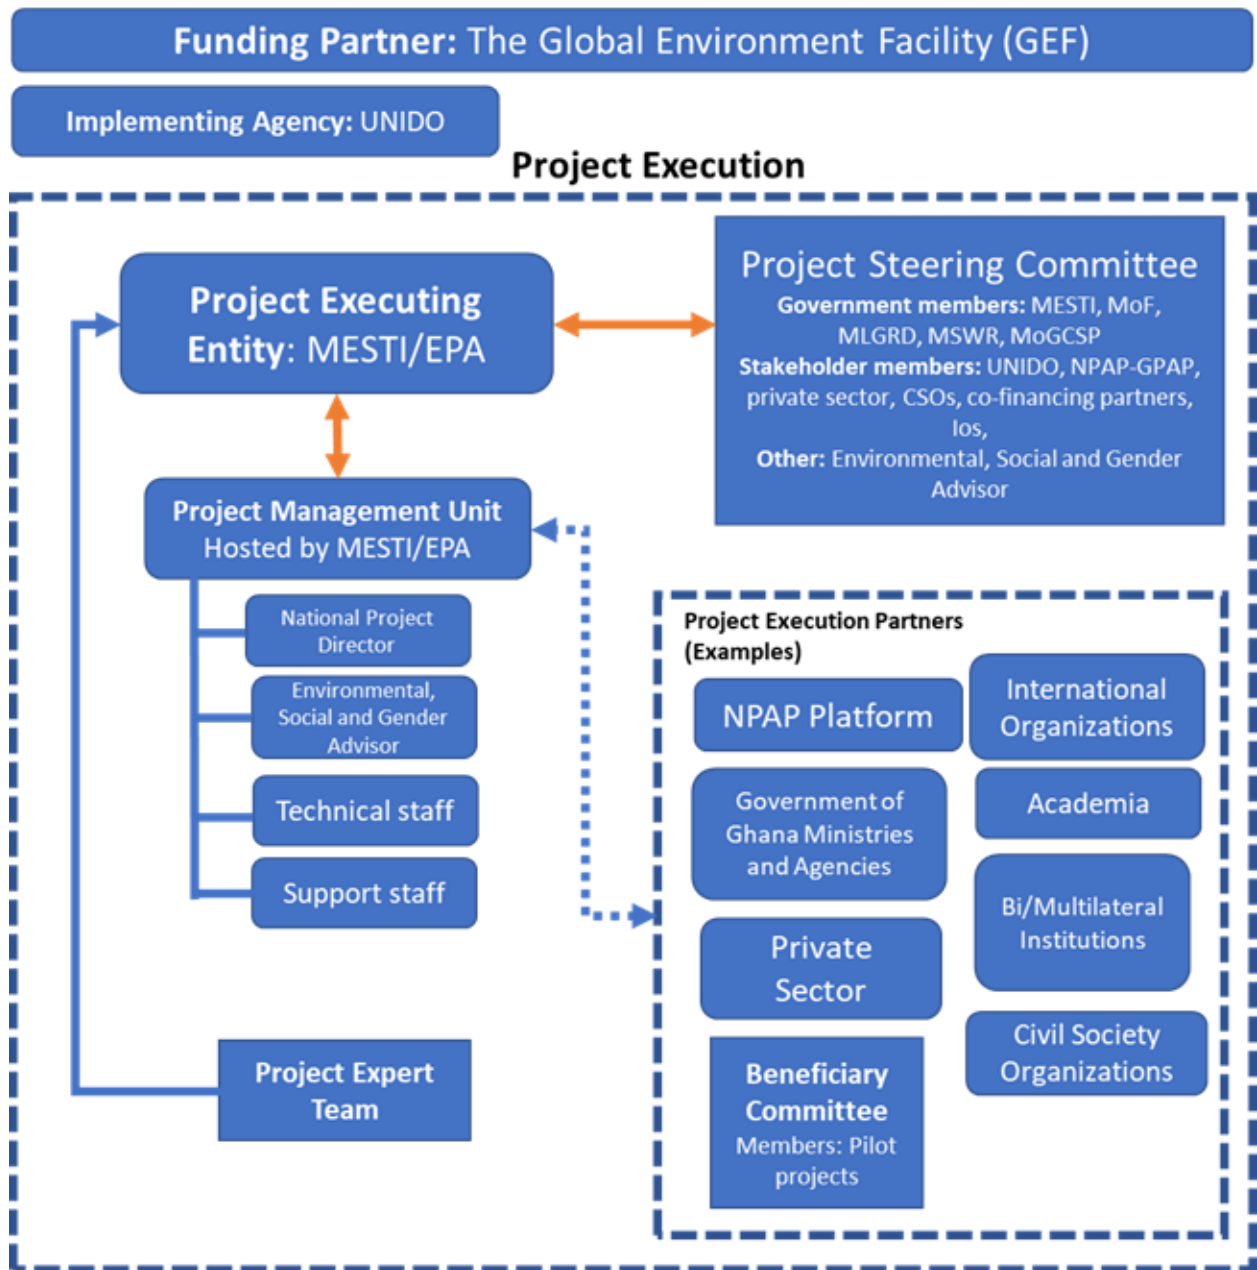 Funding Partner: The Global Environment Facility (GEF)
Implementing Agency: UNIDO
Project Execution
Project Executing
Entity: MESTI/EPA
Project Steering Committee
Government members: MESTI, MoF,
MLGRD, MSWR, MoGCSP
Stakeholder members: UNIDO, NPAP-GPAP,
private sector, CSOs, co-financing partners,
Ios,
Other: Environmental, Social and Gender
Advisor
Project Management Unit
Hosted by MESTI/EPA
National Project
Director
Environmental,
Social and Gender
Advisor
Technical staff
Support staff
Project Expert
Team
Project Execution Partners
(Examples)
NPAP Platform
International
Organizations
Government of
Ghana Ministries
and Agencies
Academia
Private
Sector
Bi/Multilateral
Institutions
Beneficiary
Committee
Members: Pilot
projects
Civil Society
Organizations